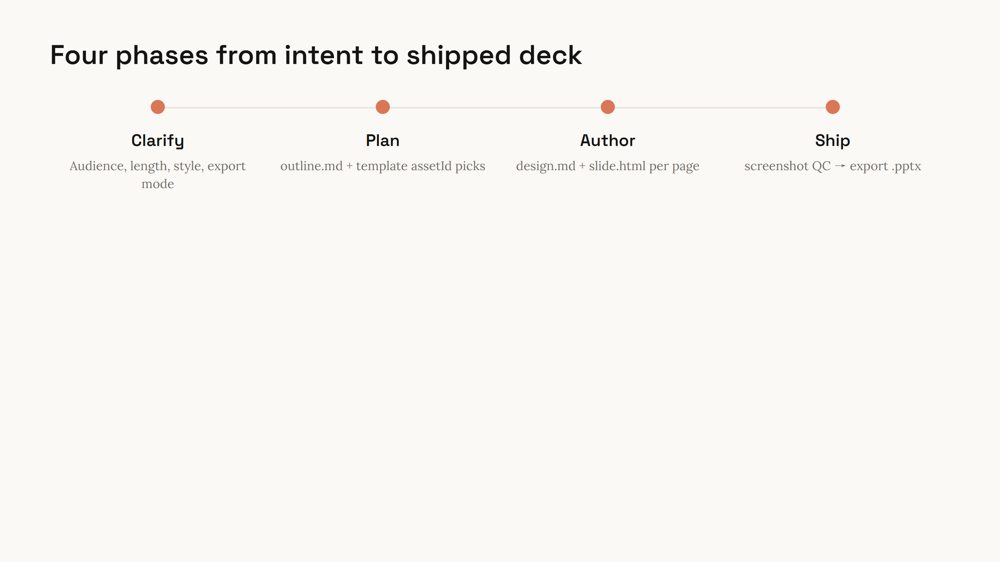 Four phases from intent to shipped deck
Clarify
Audience, length, style, export
mode
Plan
outline.md + template assetId picks
Author
design.md + slide.html per page
Ship
screenshot QC → export .pptx